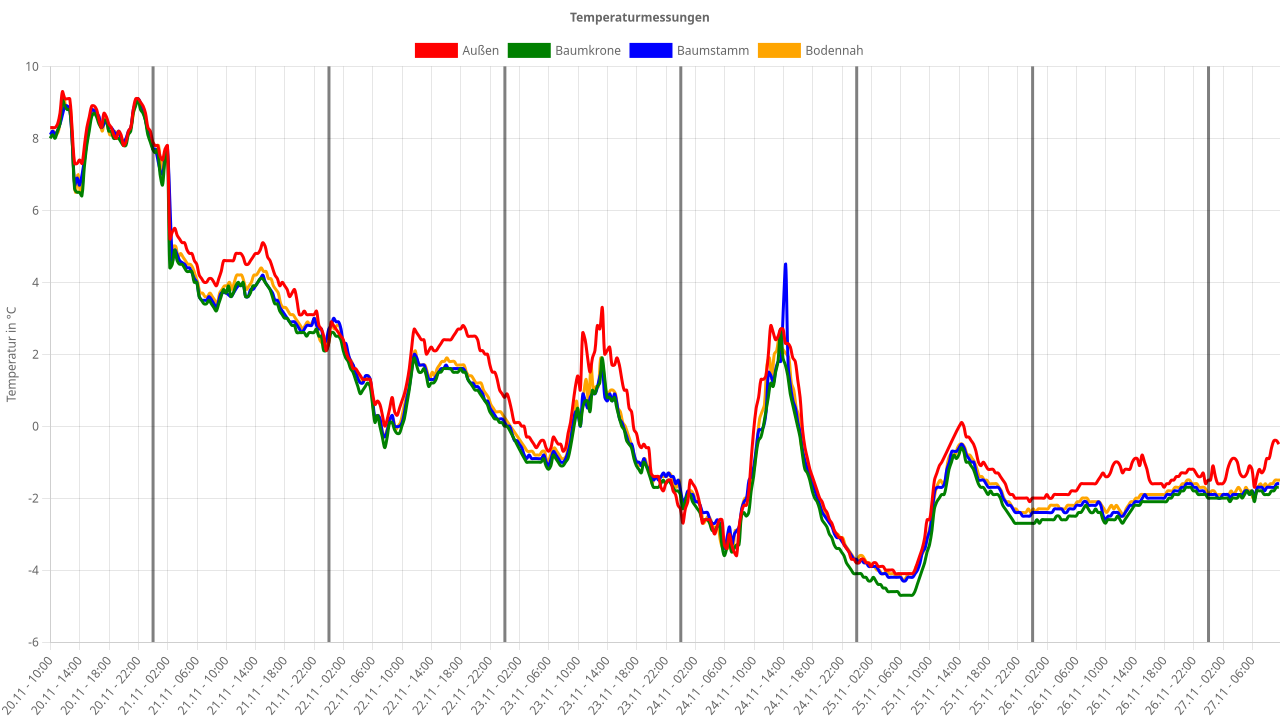 Temperaturmessungen
Außen Baumkrone Baumstamm Bodennah
Temperatur in °C
10
8
6
4
2
0
-2
-4
-6
20.11 - 10:00
20.11 - 14:00
20.11 - 18:00
20.11 - 22:00
21.11 - 02:00
21.11 - 06:00
21.11 - 10:00
21.11 - 14:00
21.11 - 18:00
21.11 - 22:00
22.11 - 02:00
22.11 - 06:00
22.11 - 10:00
22.11 - 14:00
22.11 - 18:00
22.11 - 22:00
23.11 - 02:00
23.11 - 06:00
23.11 - 10:00
23.11 - 14:00
23.11 - 18:00
23.11 - 22:00
24.11 - 02:00
24.11 - 06:00
24.11 - 10:00
24.11 - 14:00
24.11 - 18:00
24.11 - 22:00
25.11 - 02:00
25.11 - 06:00
25.11 - 10:00
25.11 - 14:00
25.11 - 18:00
25.11 - 22:00
26.11 - 02:00
26.11 - 06:00
26.11 - 10:00
26.11 - 14:00
26.11 - 18:00
26.11 - 22:00
27.11 - 02:00
27.11 - 06:00